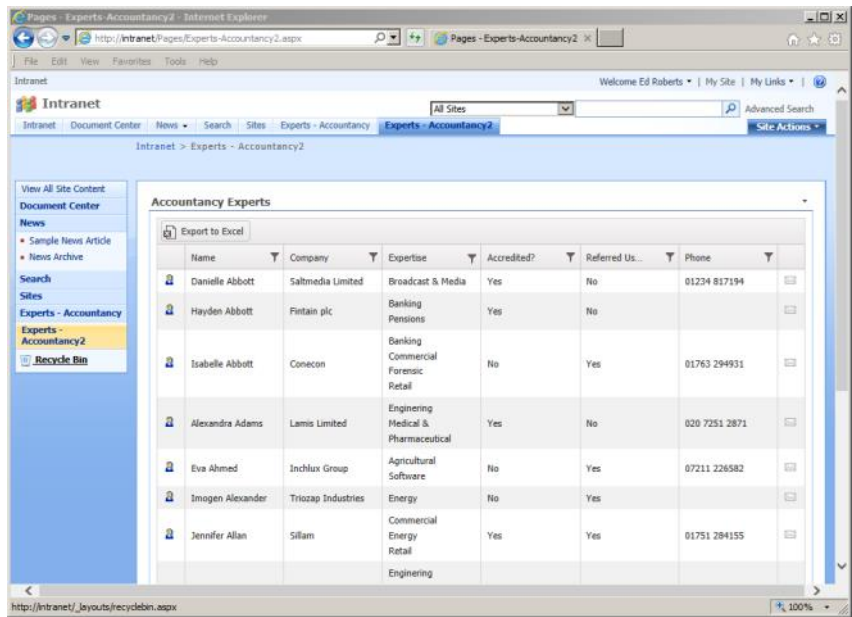 Pages - Experts-Accountancy2 - Internet Explorer
http://intranet/Pages/Experts-Accountancy2.aspx
Pages - Experts-Accountancy2
File Edit View Favorites Tools Help
Intranet
Welcome Ed Roberts | My Site | My Links |
Intranet
All Sites
Advanced Search
Intranet Document Center News Search Sites Experts - Accountancy Experts - Accountancy2 Site Actions
Intranet > Experts - Accountancy2
View All Site Content
Document Center
News
Sample News Article
News Archive
Search
Sites
Experts - Accountancy
Experts -
Accountancy2
Recycle Bin
Accountancy Experts
Export to Excel
Name Company Expertise Accredited? Referred Us... Phone
Danielle Abbott Saltmedia Limited Broadcast & Media Yes No 01234 817194
Hayden Abbott Fintain plc Banking Yes No
Pensions
Isabelle Abbott Conecon Banking No Yes 01763 294931
Commercial
Forensic
Retail
Alexandra Adams Lamis Limited Enginering Yes No 020 7251 2871
Medical &
Pharmaceutical
Eva Ahmed Inchlux Group Agricultural No Yes 07211 226582
Software
Imogen Alexander Triozap Industries Energy No Yes
Jennifer Allan Sillam Commercial Yes Yes 01751 284155
Energy
Retail
Enginering
http://intranet/_layouts/recyclebin.aspx
100%